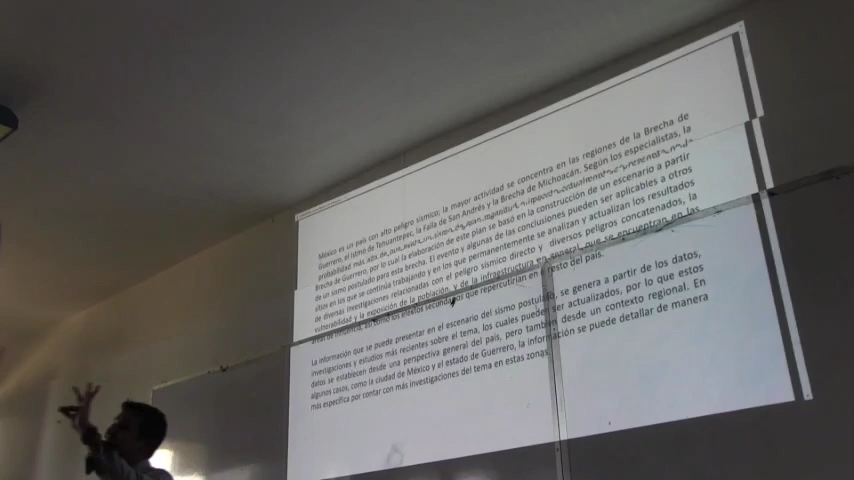 México es un país con alto peligro sísmico; la mayor actividad se concentra en las regiones de la Brecha de
Guerrero, el Istmo de Tehuantepec, la Falla de San Andrés y la Brecha de Michoacán. Según los especialistas, la
probabilidad más alta de que
Brecha de Guerrero, por lo cual la elaboración de este plan se basó en la construcción de un escenario a partir
de un sismo postulado para esta brecha. El evento y algunas de las conclusiones pueden ser aplicables a otros
sitios en los que se continúa trabajando y en los que permanentemente se analizan y actualizan los resultados
de diversas investigaciones relacionadas con el peligro sísmico directo y diversos peligros concatenados, la
vulnerabilidad y la exposición de la población, y de la infraestructura en general, que se encuentran en las
áreas de influencia, así como los efectos secundarios que repercutirían en el resto del país.
La información que se puede presentar en el escenario del sismo postulado, se genera a partir de los datos,
investigaciones y estudios más recientes sobre el tema, los cuales pueden ser actualizados, por lo que estos
datos se establecen desde una perspectiva general del país, pero también desde un contexto regional. En
algunos casos, como la ciudad de México y el estado de Guerrero, la información se puede detallar de manera
más específica por contar con más investigaciones del tema en estas zonas.